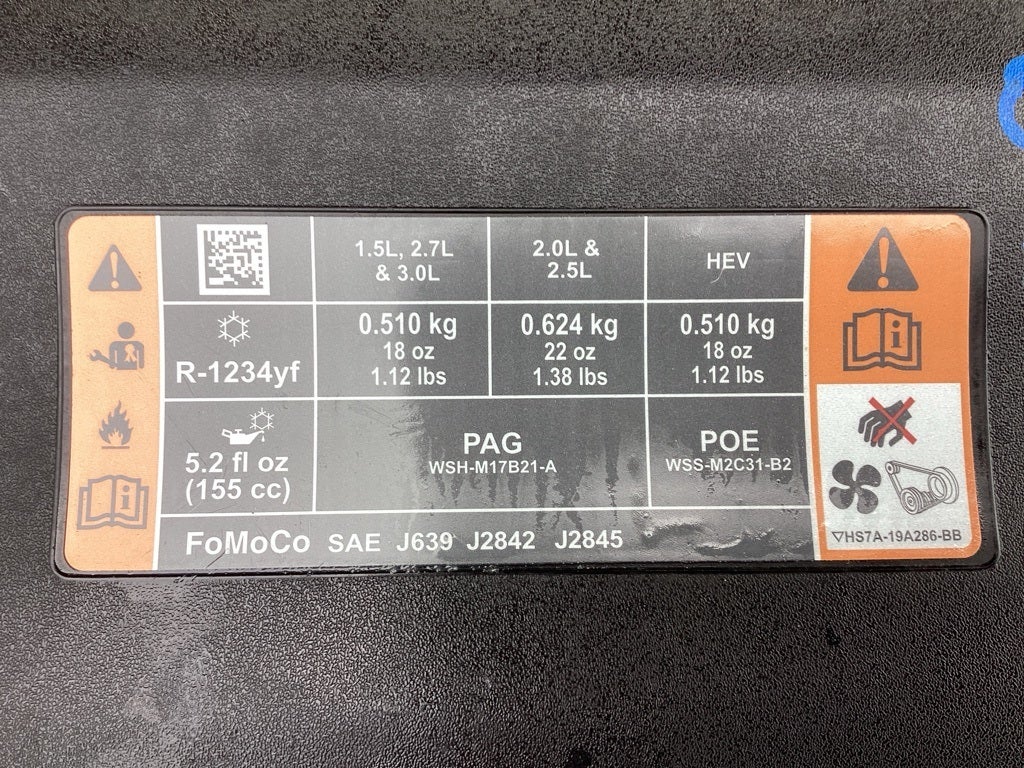 1.5L, 2.7L
& 3.0L
2.0L &
2.5L
HEV
R-1234yf
0.510 kg
18 oz
1.12 lbs
0.624 kg
22 oz
1.38 lbs
0.510 kg
18 oz
1.12 lbs
5.2 fl oz
(155 cc)
PAG
WSH-M17B21-A
POE
WSS-M2C31-B2
FoMoCo SAE J639 J2842 J2845
▽HS7A-19A286-BB